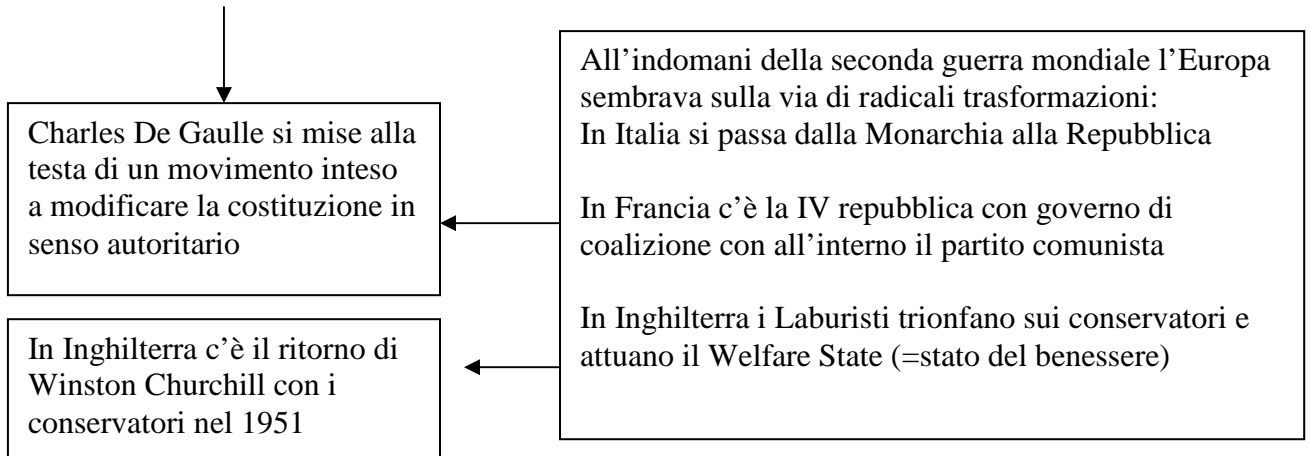 All’indomani della seconda guerra mondiale l’Europa
sembrava sulla via di radicali trasformazioni:
In Italia si passa dalla Monarchia alla Repubblica
In Francia c’è la IV repubblica con governo di
coalizione con all’interno il partito comunista
In Inghilterra i Laburisti trionfano sui conservatori e
attuano il Welfare State (=stato del benessere)
Charles De Gaulle si mise alla
testa di un movimento inteso
a modificare la costituzione in
senso autoritario
In Inghilterra c’è il ritorno di
Winston Churchill con i
conservatori nel 1951